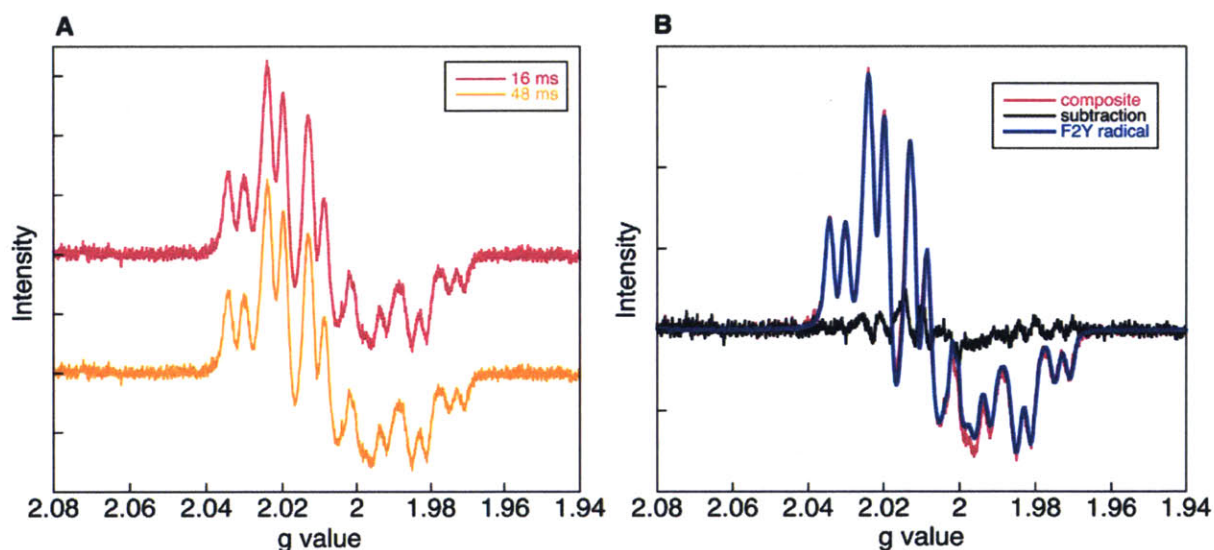 A
16 ms
48 ms
Intensity
2.08 2.06 2.04 2.02 2 1.98 1.96 1.94
g value
B
composite
subtraction
F2Y radical
Intensity
2.08 2.06 2.04 2.02 2 1.98 1.96 1.94
g value